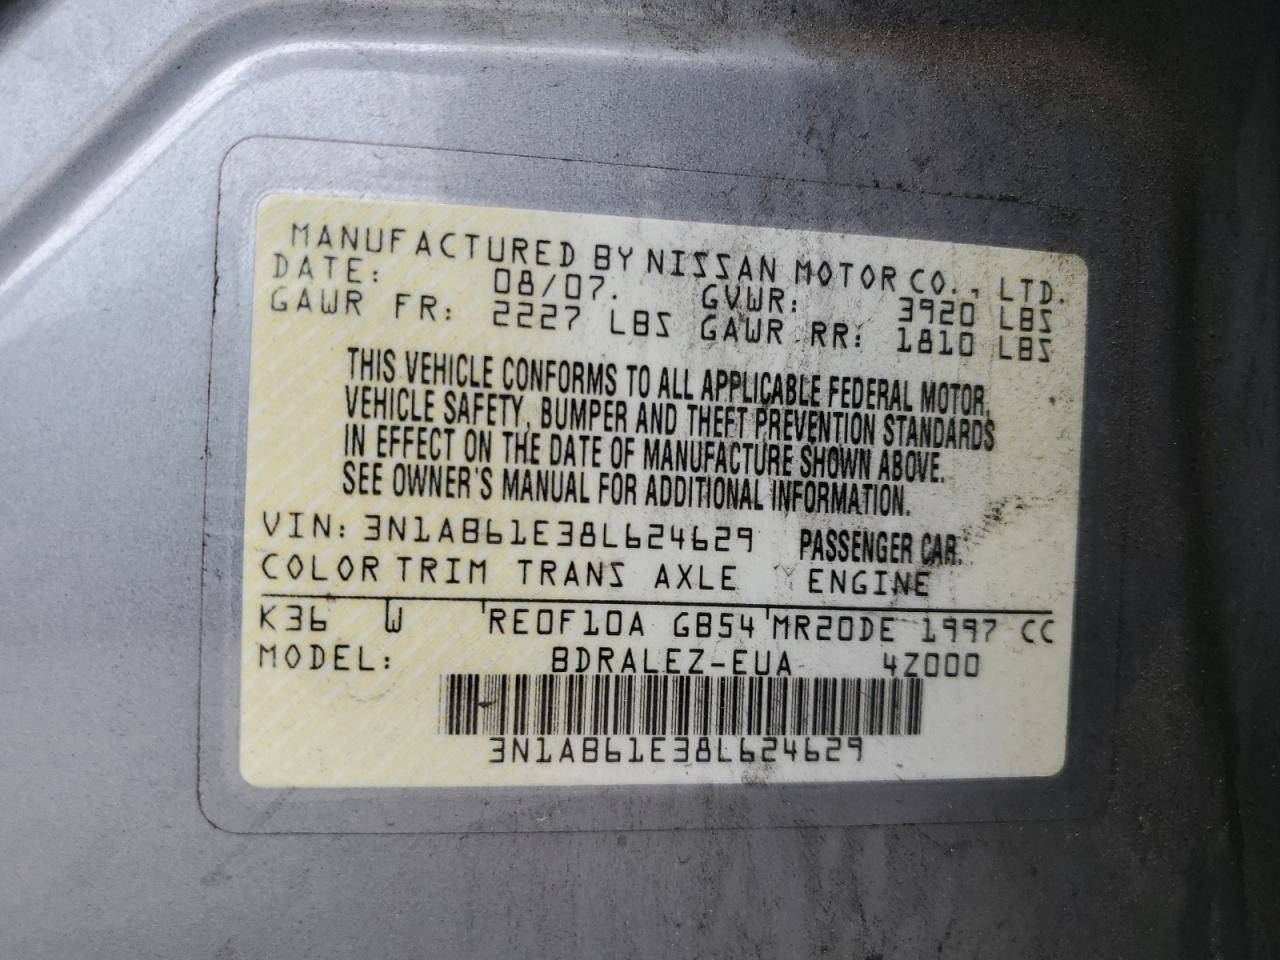 MANUFACTURED BY NISSAN MOTOR CO., LTD.
DATE: 08/07. GVWR: 3920 LBS
GAWR FR: 2227 LBS GAWR RR: 1810 LBS
THIS VEHICLE CONFORMS TO ALL APPLICABLE FEDERAL MOTOR,
VEHICLE SAFETY, BUMPER AND THEFT PREVENTION STANDARDS
IN EFFECT ON THE DATE OF MANUFACTURE SHOWN ABOVE.
SEE OWNER'S MANUAL FOR ADDITIONAL INFORMATION.
VIN: 3N1AB61E38L624629 PASSENGER CAR.
COLOR TRIM TRANS AXLE ENGINE
K36 W RE0F10A GB54 MR20DE 1997 CC
MODEL: BDRALEZ-EUA 4Z000
3N1AB61E38L624629